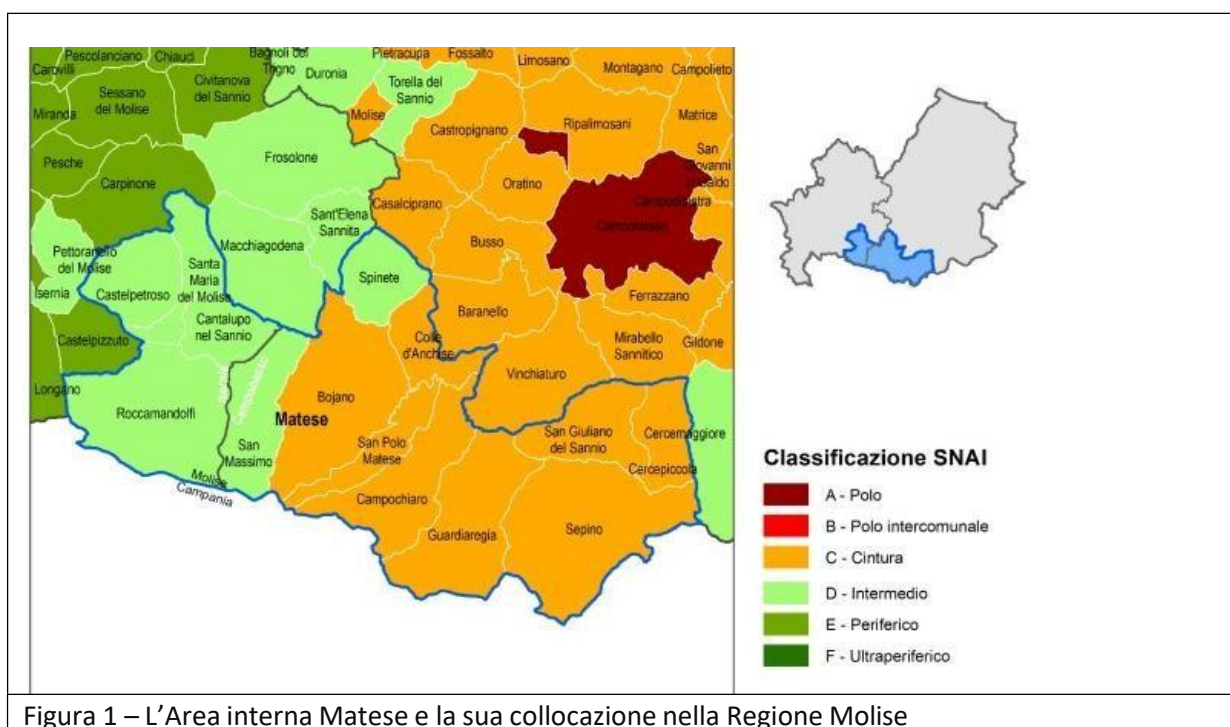 Pescolanciano
Chiauci
Bagnoli del
Trigno
Duronia
Pietracupa
Fossalto
Limosano
Montagano
Campolieto
Carovilli
Civitanova
del Sannio
Torella del
Sannio
Sessano
del Molise
Miranda
Molise
Castropignano
Ripalimosani
Matrice
San
Giovanni
Pesche
Frosolone
Carpinone
Oratino
Casalciprano
Sant'Elena
Sannita
Campobasso
Busso
Macchiagodena
Pettoranello
del Molise
Santa
Maria
del Molise
Spinete
Isernia
Castelpetroso
Ferrazzano
Baranello
Cantalupo
nel Sannio
Colle
d'Anchise
Mirabello
Sannitico
Gildone
Castelpizzuto
Vinchiaturo
Longano
Bojano
Roccamandolfi
Matese
San
Massimo
San Polo
Matese
San Giuliano
del Sannio
Cercemaggiore
Cercepiccola
Molise
Campania
Campochiaro
Guardiaregia
Sepino
Classificazione SNAI
A - Polo
B - Polo intercomunale
C - Cintura
D - Intermedio
E - Periferico
F - Ultraperiferico
Figura 1 – L'Area interna Matese e la sua collocazione nella Regione Molise